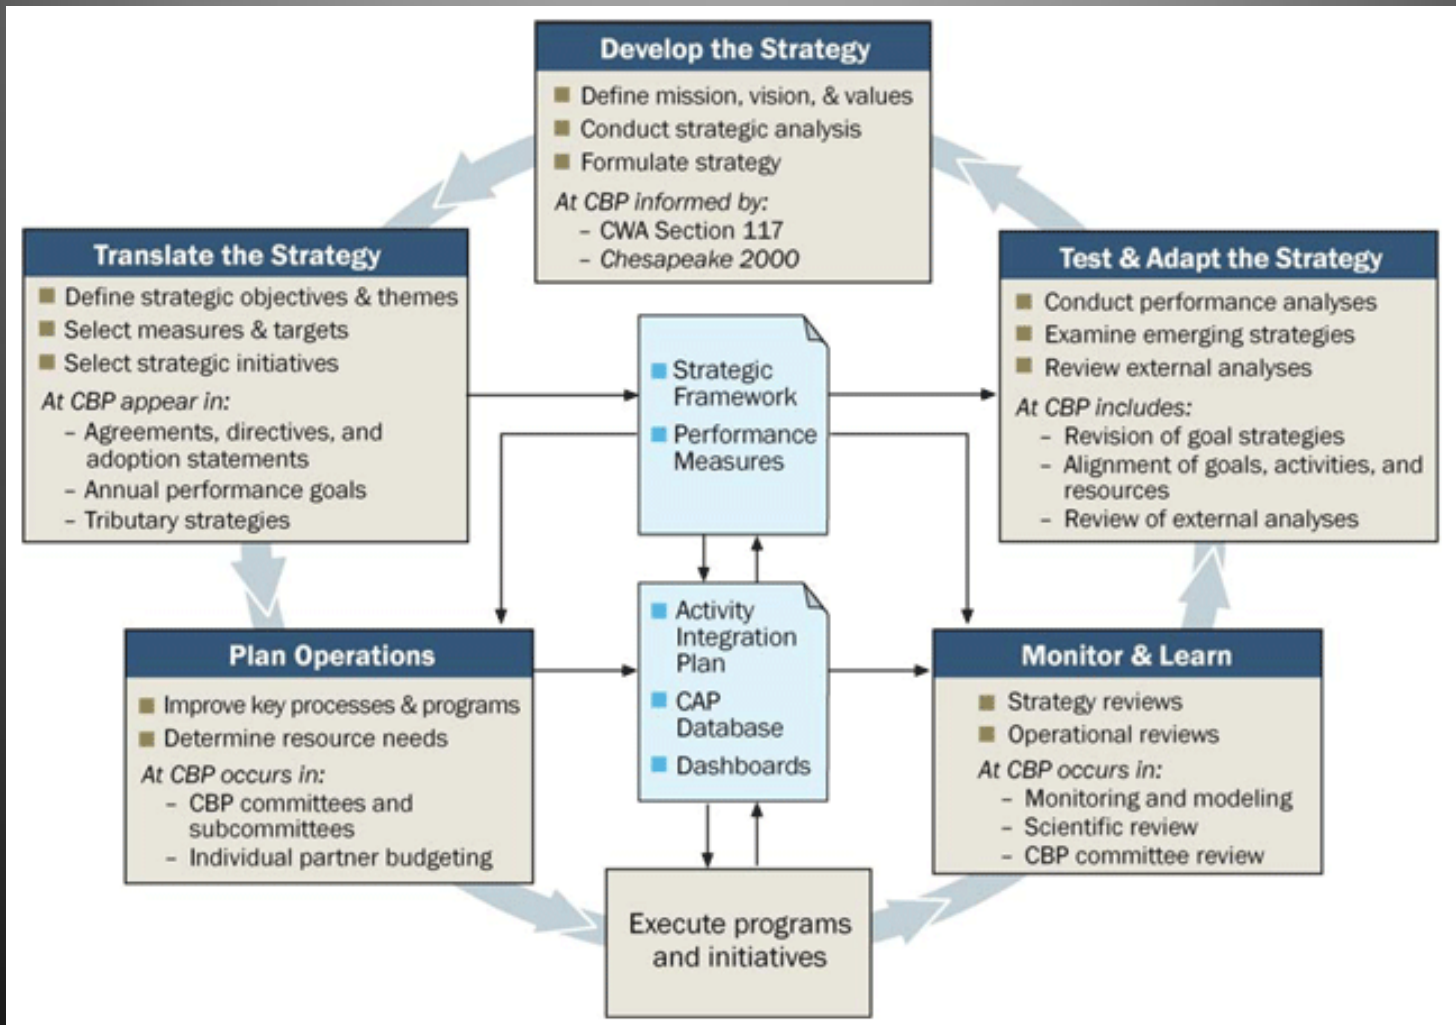 Develop the Strategy
Define mission, vision, & values
Conduct strategic analysis
Formulate strategy
At CBP informed by:
– CWA Section 117
– Chesapeake 2000
Translate the Strategy
Define strategic objectives & themes
Select measures & targets
Select strategic initiatives
At CBP appear in:
– Agreements, directives, and
adoption statements
– Annual performance goals
– Tributary strategies
Strategic
Framework
Performance
Measures
Test & Adapt the Strategy
Conduct performance analyses
Examine emerging strategies
Review external analyses
At CBP includes:
– Revision of goal strategies
– Alignment of goals, activities, and
resources
– Review of external analyses
Plan Operations
Improve key processes & programs
Determine resource needs
At CBP occurs in:
– CBP committees and
subcommittees
– Individual partner budgeting
Activity
Integration
Plan
CAP
Database
Dashboards
Monitor & Learn
Strategy reviews
Operational reviews
At CBP occurs in:
– Monitoring and modeling
– Scientific review
– CBP committee review
Execute programs
and initiatives